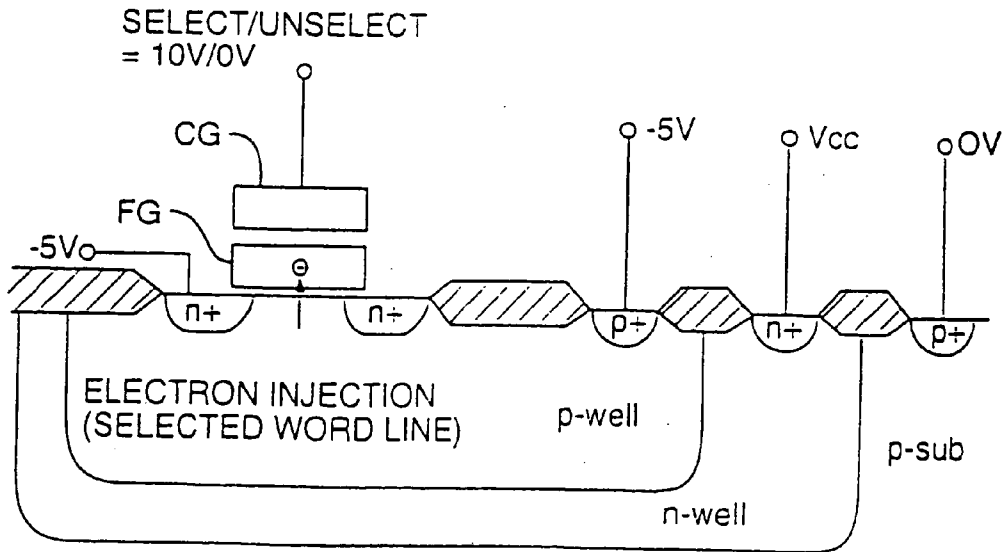 SELECT/UNSELECT
= 10V/0V
CG
FG
-5V
-5V
Vcc
0V
⊖
n+
n+
p+
n+
p+
ELECTRON INJECTION
(SELECTED WORD LINE)
p-well
n-well
p-sub